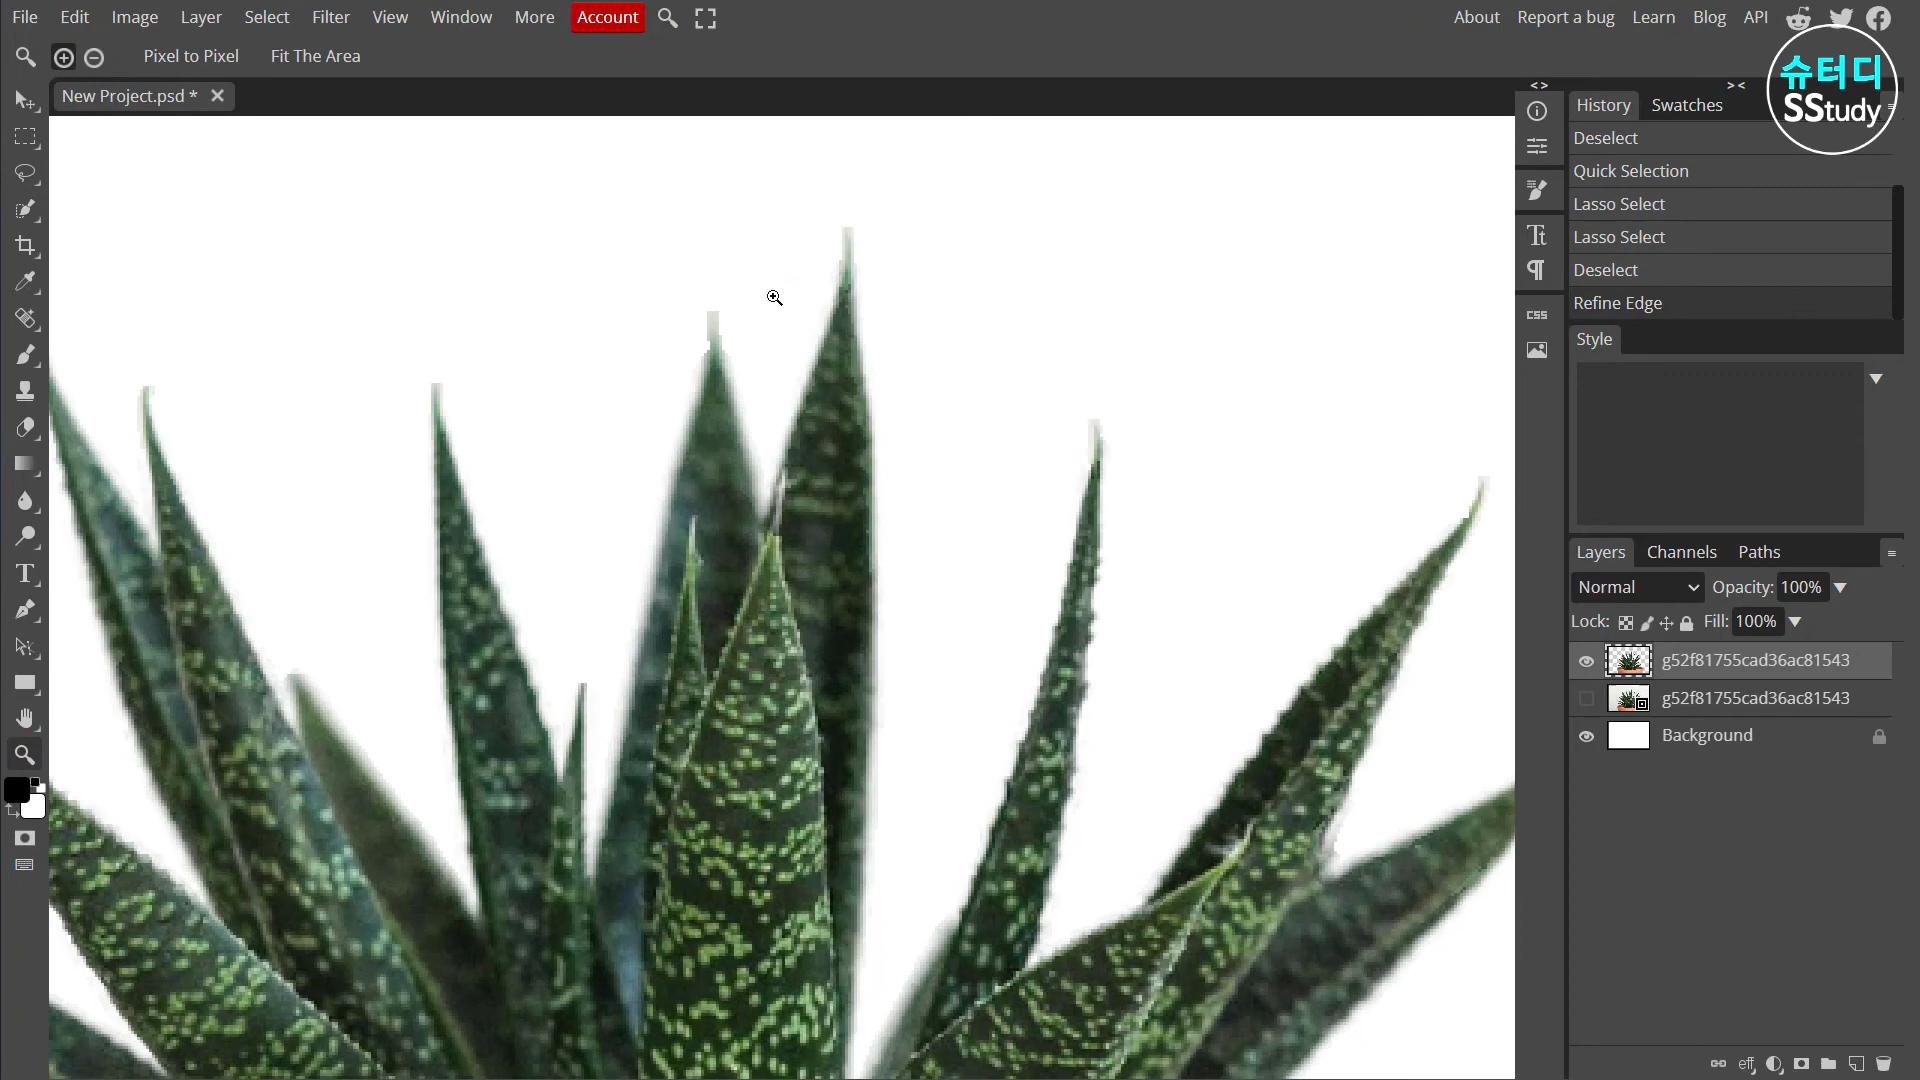 File Edit Image Layer Select Filter View Window More Account About Report a bug Learn Blog API
Pixel to Pixel Fit The Area
슈터디
SStudy
New Project.psd *
History Swatches
Deselect
Quick Selection
Lasso Select
Lasso Select
Deselect
Refine Edge
CSS
Style
Layers Channels Paths
Normal Opacity: 100%
Lock: Fill: 100%
g52f81755cad36ac81543
g52f81755cad36ac81543
Background
eff